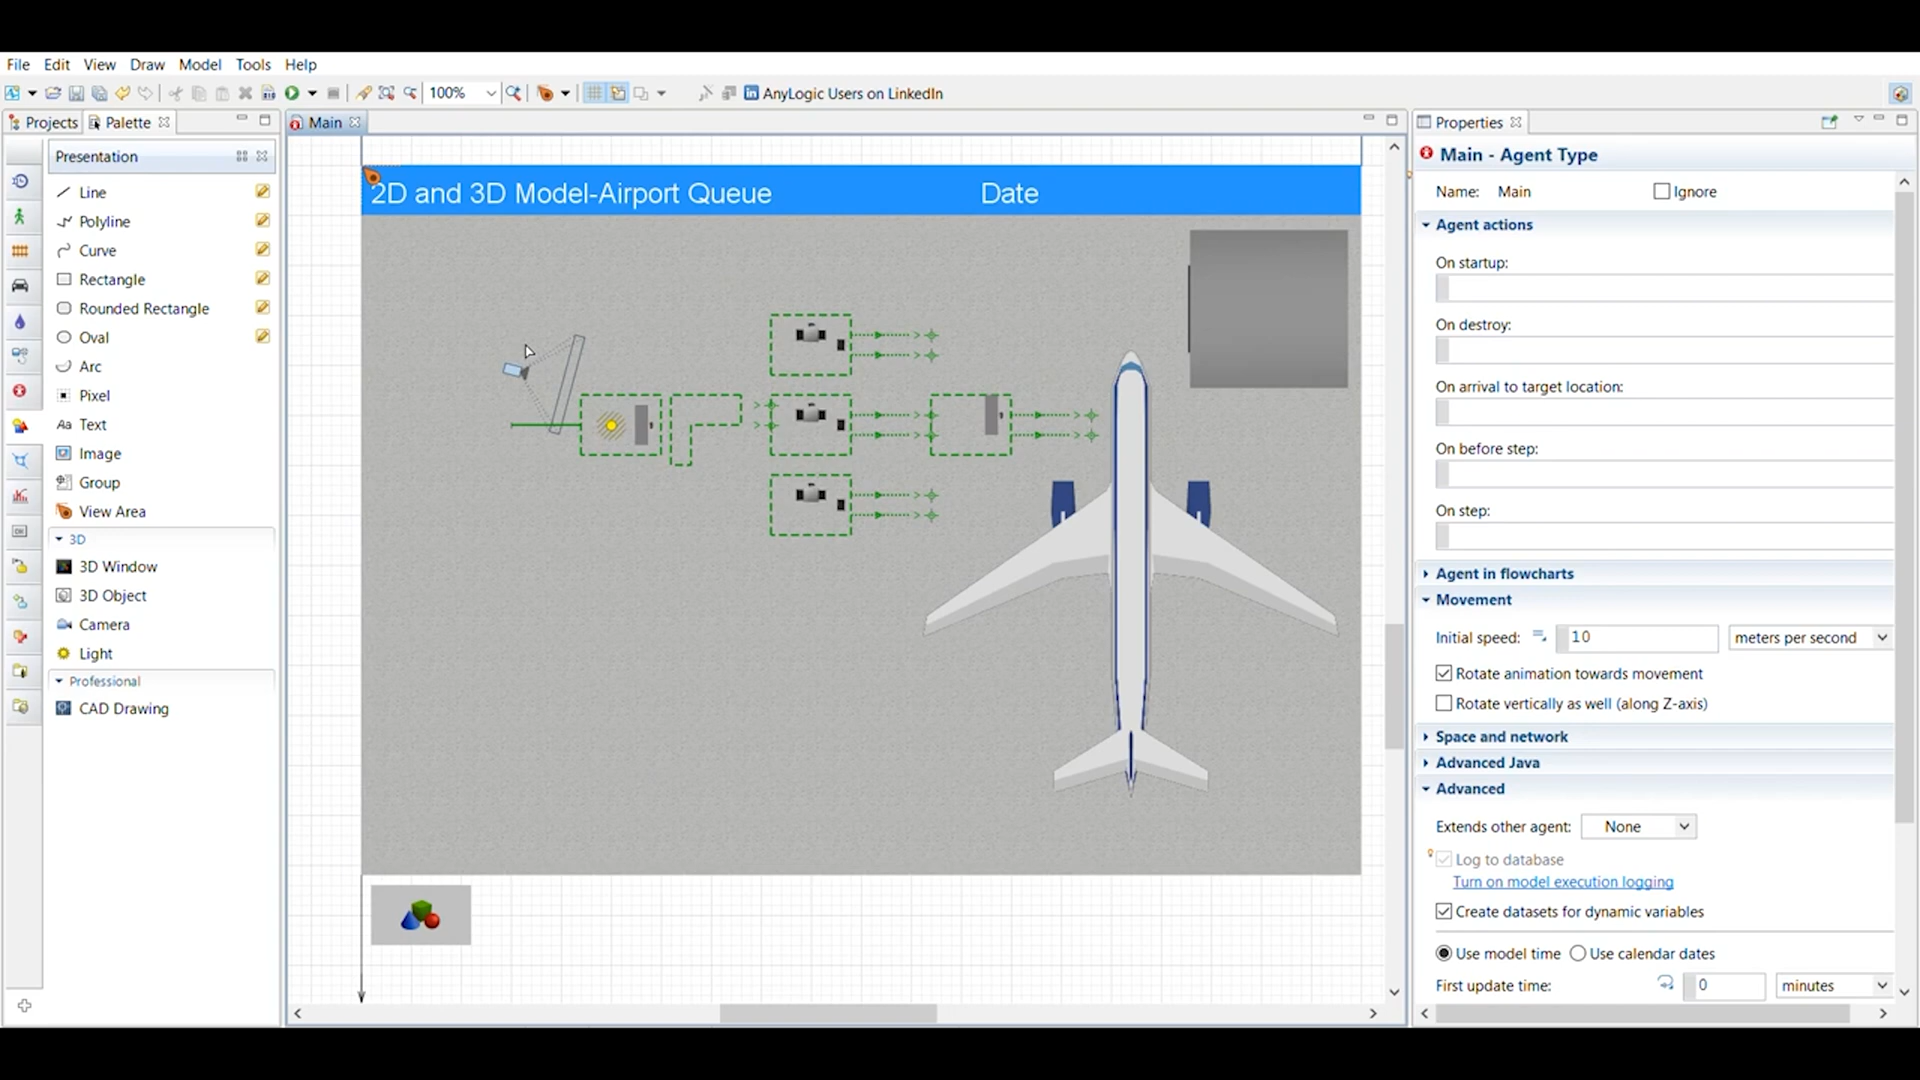 File Edit View Draw Model Tools Help
100% AnyLogic Users on LinkedIn
Projects Palette
Presentation
Line
Polyline
Curve
Rectangle
Rounded Rectangle
Oval
Arc
Pixel
Aa Text
Image
Group
View Area
3D
3D Window
3D Object
Camera
Light
Professional
CAD Drawing
Main
2D and 3D Model-Airport Queue Date
Properties
Main - Agent Type
Name: Main Ignore
Agent actions
On startup:
On destroy:
On arrival to target location:
On before step:
On step:
Agent in flowcharts
Movement
Initial speed: 10 meters per second
Rotate animation towards movement
Rotate vertically as well (along Z-axis)
Space and network
Advanced Java
Advanced
Extends other agent: None
Log to database
Turn on model execution logging
Create datasets for dynamic variables
Use model time Use calendar dates
First update time: 0 minutes